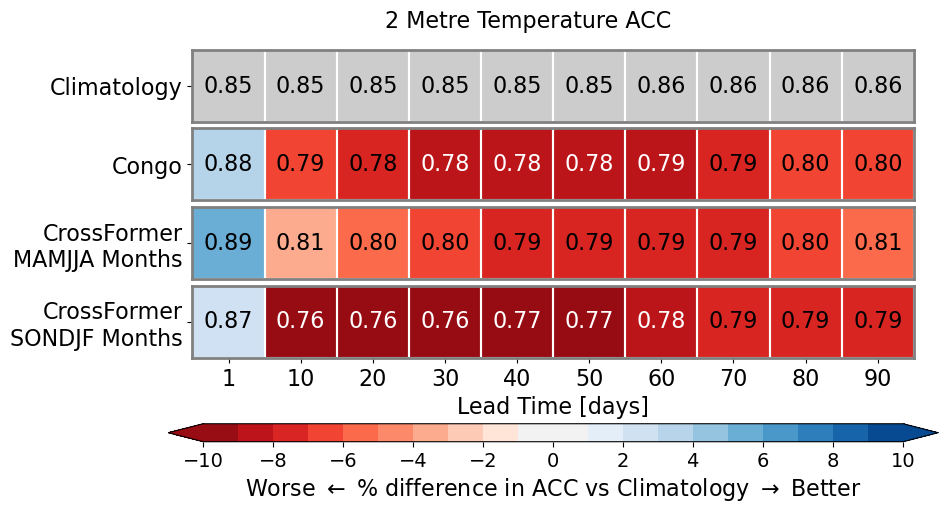 2 Metre Temperature ACC
Climatology 0.85 0.85 0.85 0.85 0.85 0.85 0.86 0.86 0.86 0.86
Congo 0.88 0.79 0.78 0.78 0.78 0.78 0.79 0.79 0.80 0.80
CrossFormer
MAMJJA Months 0.89 0.81 0.80 0.80 0.79 0.79 0.79 0.79 0.80 0.81
CrossFormer
SONDJF Months 0.87 0.76 0.76 0.76 0.77 0.77 0.78 0.79 0.79 0.79
1 10 20 30 40 50 60 70 80 90
Lead Time [days]
−10 −8 −6 −4 −2 0 2 4 6 8 10
Worse ← % difference in ACC vs Climatology → Better